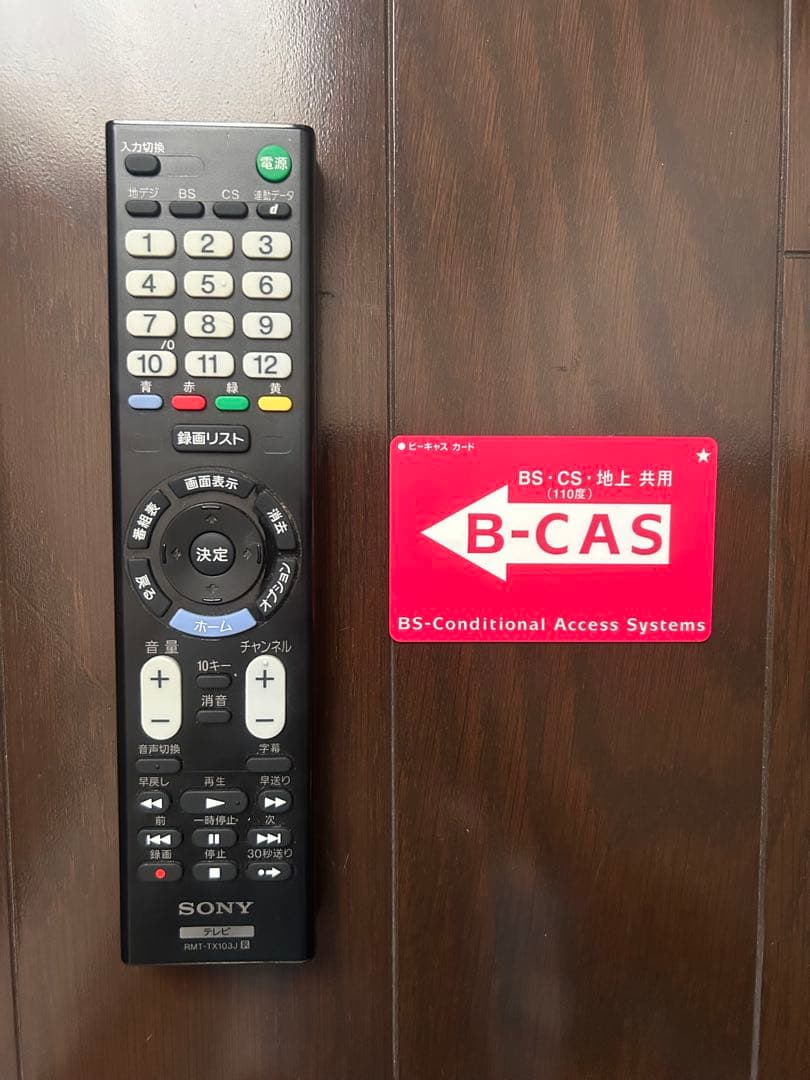 入力切換
電源
地デジ BS CS 連動データ
d
1 2 3
4 5 6
7 8 9
/0
10 11 12
青 赤 緑 黄
録画リスト
画面表示
番組表
消去
決定
戻る
オプション
ホーム
音量
チャンネル
+ 10キー +
消音
− −
音声切換
字幕
早戻し 再生 早送り
前 一時停止 次
録画 停止 30秒送り
SONY
テレビ
RMT-TX103J R
ビーキャス カード
BS・CS・地上 共用
(110度)
B-CAS
BS-Conditional Access Systems